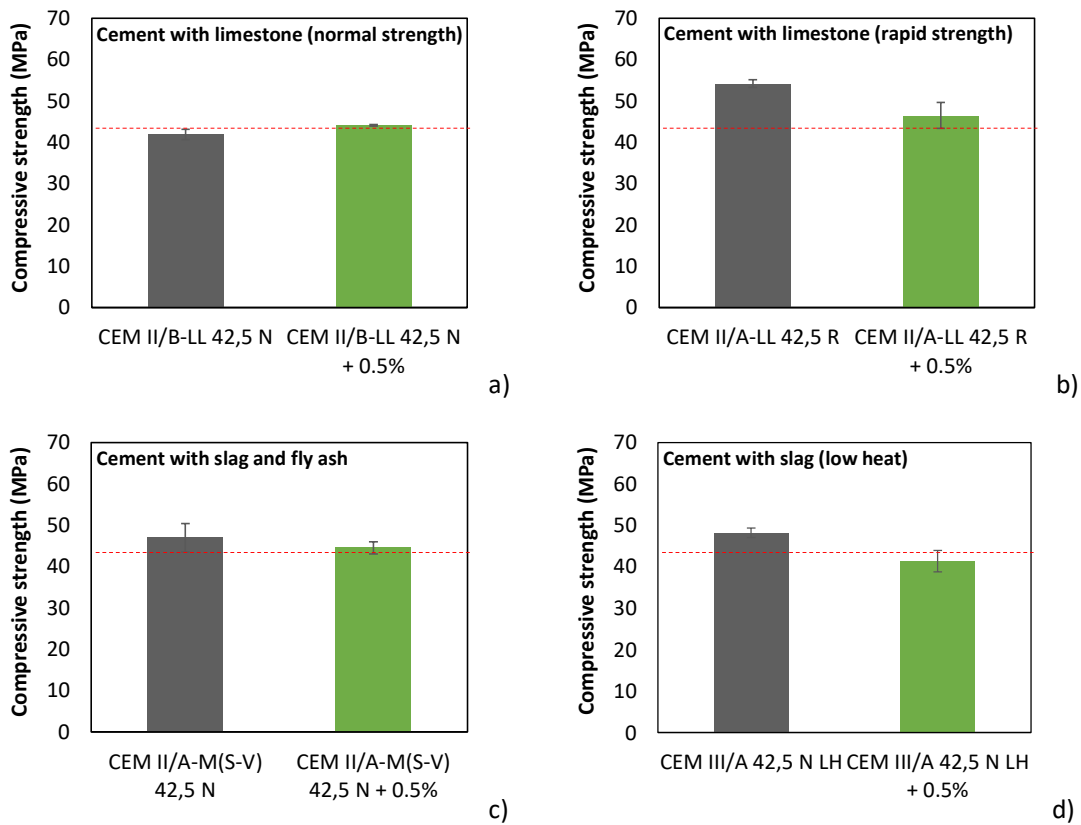 Compressive strength (MPa)
70
60
50
40
30
20
10
0
Cement with limestone (normal strength)
CEM II/B-LL 42,5 N
CEM II/B-LL 42,5 N
+ 0.5%
a)
Compressive strength (MPa)
70
60
50
40
30
20
10
0
Cement with limestone (rapid strength)
CEM II/A-LL 42,5 R
CEM II/A-LL 42,5 R
+ 0.5%
b)
Compressive strength (MPa)
70
60
50
40
30
20
10
0
Cement with slag and fly ash
CEM II/A-M(S-V)
42,5 N
CEM II/A-M(S-V)
42,5 N + 0.5%
c)
Compressive strength (MPa)
70
60
50
40
30
20
10
0
Cement with slag (low heat)
CEM III/A 42,5 N LH
CEM III/A 42,5 N LH
+ 0.5%
d)